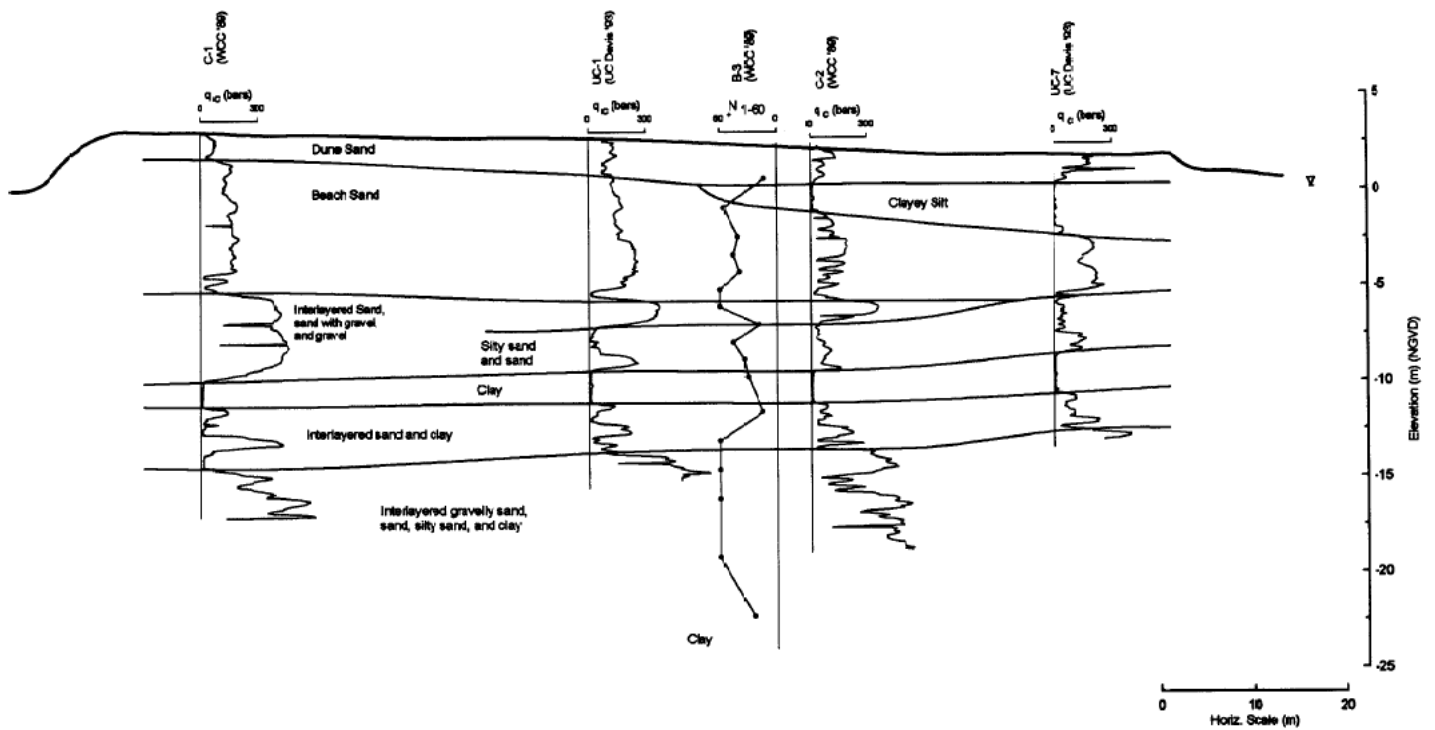 C-1
(WCC '89)
q tC (bars)
0 300
UC-1
(UC Davis '93)
q tC (bars)
0 300
B-3
(WCC '89)
N 1-60
60 0
C-2
(WCC '89)
q C (bars)
0 300
UC-7
(UC Davis '93)
q C (bars)
0 300
Dune Sand
Beach Sand
Clayey Silt
Interlayered Sand,
sand with gravel
and gravel
Silty sand
and sand
Clay
Interlayered sand and clay
Interlayered gravelly sand,
sand, silty sand, and clay
Clay
5
0
-5
-10
-15
-20
-25
Elevation (m) (NGVD)
0 10 20
Horiz. Scale (m)